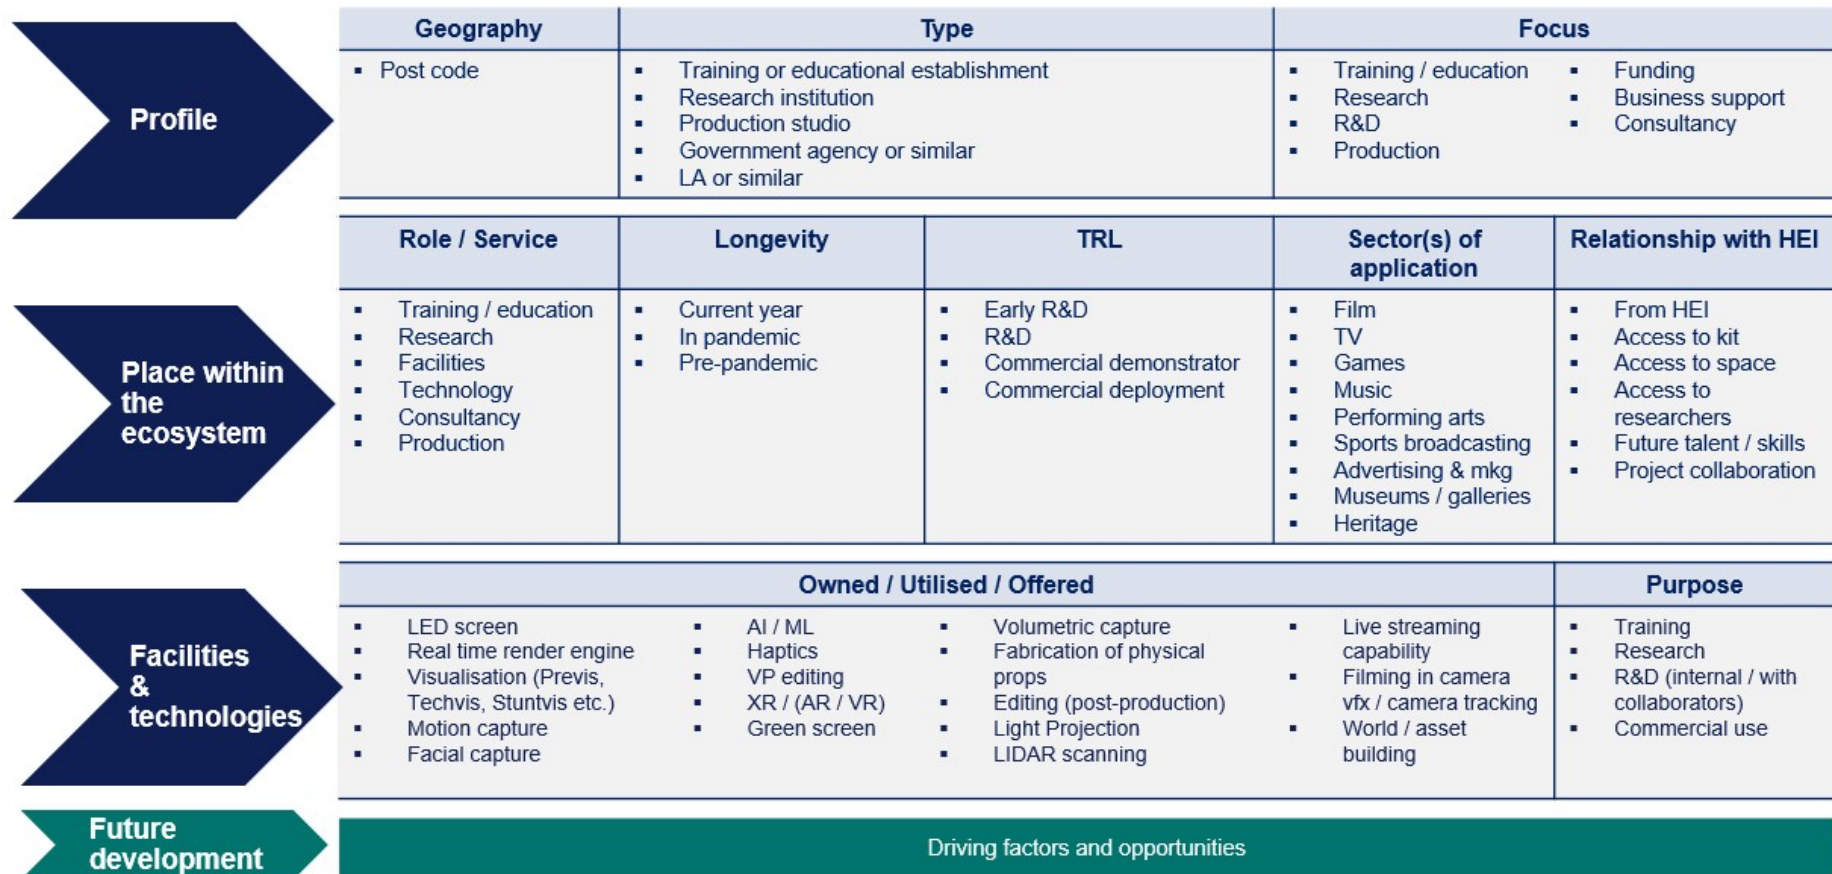 Profile
Geography
Type
Focus
▪ Post code
▪ Training or educational establishment
▪ Research institution
▪ Production studio
▪ Government agency or similar
▪ LA or similar
▪ Training / education
▪ Research
▪ R&D
▪ Production
▪ Funding
▪ Business support
▪ Consultancy
Place within
the
ecosystem
Role / Service
Longevity
TRL
Sector(s) of
application
Relationship with HEI
▪ Training / education
▪ Research
▪ Facilities
▪ Technology
▪ Consultancy
▪ Production
▪ Current year
▪ In pandemic
▪ Pre-pandemic
▪ Early R&D
▪ R&D
▪ Commercial demonstrator
▪ Commercial deployment
▪ Film
▪ TV
▪ Games
▪ Music
▪ Performing arts
▪ Sports broadcasting
▪ Advertising & mkg
▪ Museums / galleries
▪ Heritage
▪ From HEI
▪ Access to kit
▪ Access to space
▪ Access to
researchers
▪ Future talent / skills
▪ Project collaboration
Facilities
&
technologies
Owned / Utilised / Offered
Purpose
▪ LED screen
▪ Real time render engine
▪ Visualisation (Previs,
Techvis, Stuntvis etc.)
▪ Motion capture
▪ Facial capture
▪ AI / ML
▪ Haptics
▪ VP editing
▪ XR / (AR / VR)
▪ Green screen
▪ Volumetric capture
▪ Fabrication of physical
props
▪ Editing (post-production)
▪ Light Projection
▪ LIDAR scanning
▪ Live streaming
capability
▪ Filming in camera
vfx / camera tracking
▪ World / asset
building
▪ Training
▪ Research
▪ R&D (internal / with
collaborators)
▪ Commercial use
Future
development
Driving factors and opportunities